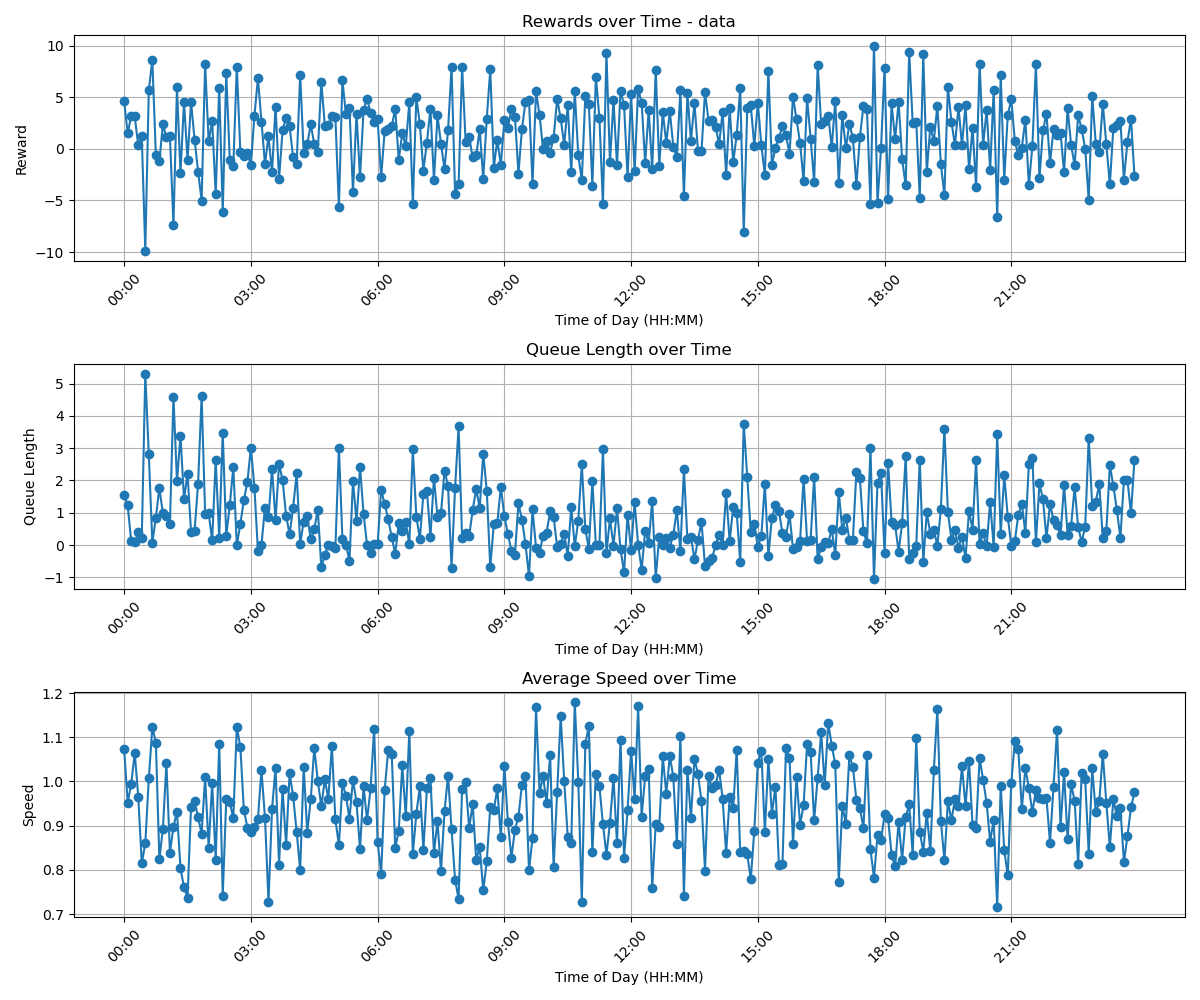 Rewards over Time - data
10
5
0
−5
−10
Reward
00:00 03:00 06:00 09:00 12:00 15:00 18:00 21:00
Time of Day (HH:MM)
Queue Length over Time
5
4
3
2
1
0
−1
Queue Length
00:00 03:00 06:00 09:00 12:00 15:00 18:00 21:00
Time of Day (HH:MM)
Average Speed over Time
1.2
1.1
1.0
0.9
0.8
0.7
Speed
00:00 03:00 06:00 09:00 12:00 15:00 18:00 21:00
Time of Day (HH:MM)